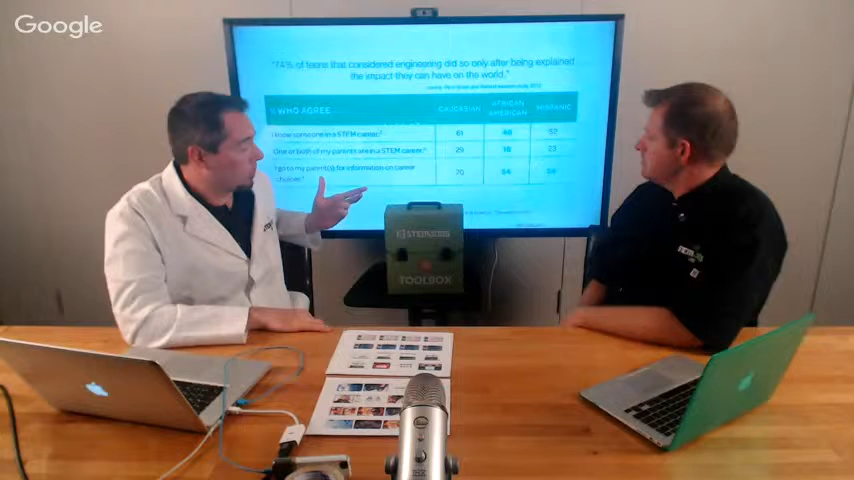 Google
"74% of teens that considered engineering did so only after being explained
the impact they can have on the world."
% WHO AGREE
CAUCASIAN
AFRICAN
AMERICAN
HISPANIC
I know someone in a STEM career.
61
49
52
One or both of my parents are in a STEM career.
29
18
23
I go to my parent(s) for information on career
choices.
70
64
STEMJOBS
TOOLBOX